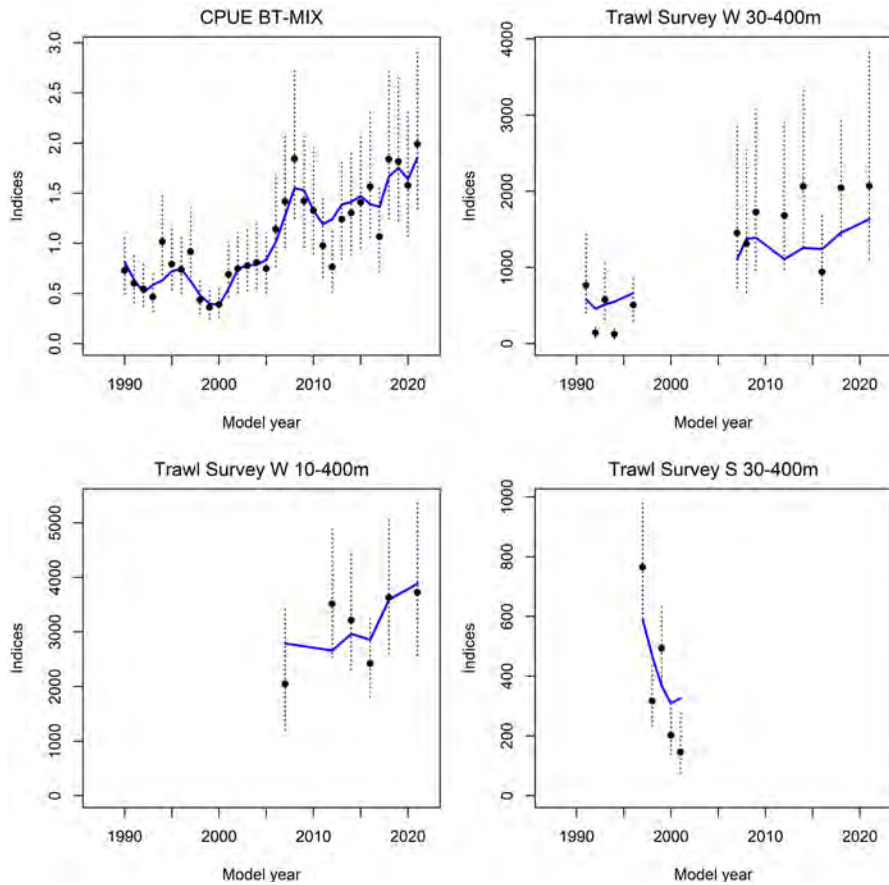 CPUE BT-MIX
Indices
3.0
2.5
2.0
1.5
1.0
0.5
0.0
1990 2000 2010 2020
Model year
Trawl Survey W 30-400m
Indices
4000
3000
2000
1000
0
1990 2000 2010 2020
Model year
Trawl Survey W 10-400m
Indices
5000
4000
3000
2000
1000
0
1990 2000 2010 2020
Model year
Trawl Survey S 30-400m
Indices
1000
800
600
400
200
0
1990 2000 2010 2020
Model year